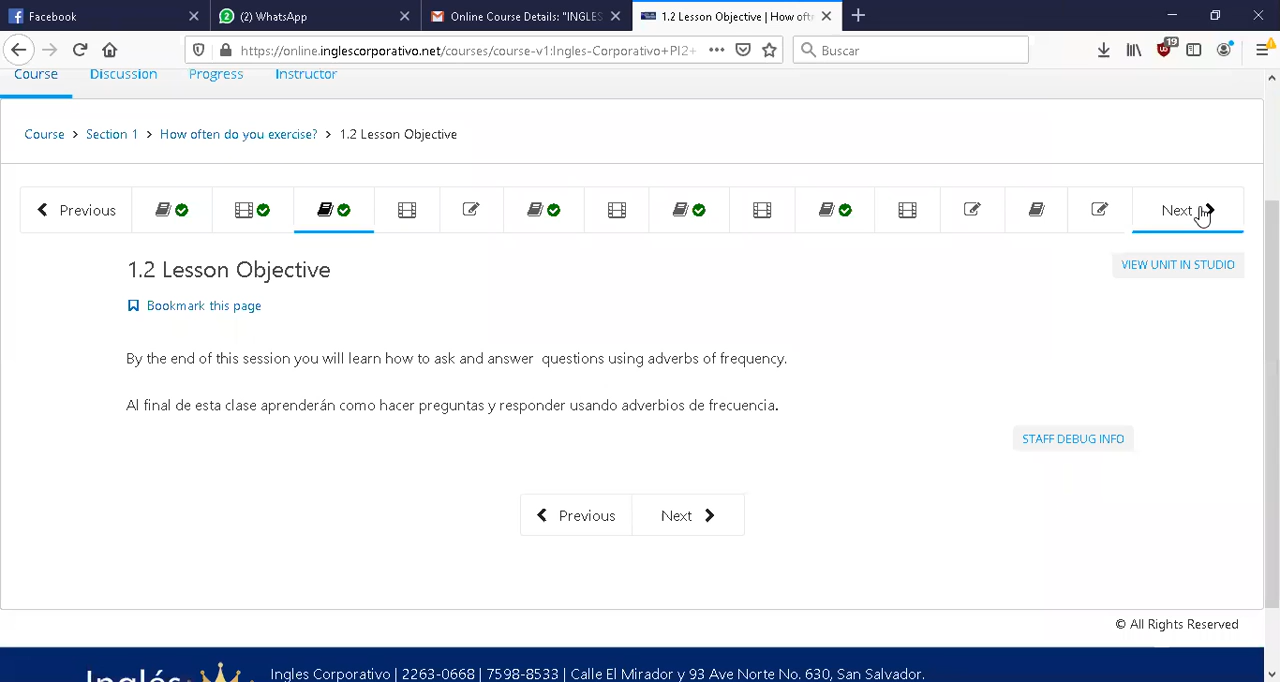 Facebook
(2) WhatsApp
Online Course Details: "INGLES
1.2 Lesson Objective | How oft
https://online.inglescorporativo.net/courses/course-v1:Ingles-Corporativo+PI2+
Buscar
19
Course
Discussion
Progress
Instructor
Course > Section 1 > How often do you exercise? > 1.2 Lesson Objective
Previous
Next
1.2 Lesson Objective
VIEW UNIT IN STUDIO
Bookmark this page
By the end of this session you will learn how to ask and answer questions using adverbs of frequency.
Al final de esta clase aprenderán como hacer preguntas y responder usando adverbios de frecuencia.
STAFF DEBUG INFO
Previous
Next
© All Rights Reserved
Inglés
Ingles Corporativo | 2263-0668 | 7598-8533 | Calle El Mirador y 93 Ave Norte No. 630, San Salvador.